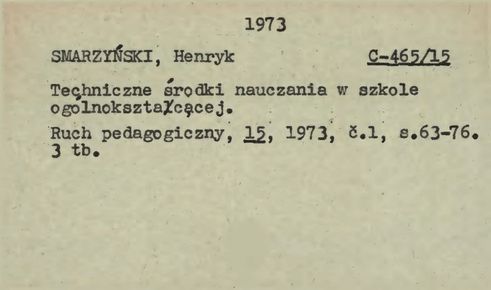 1973
SMARZYŃSKI, Henryk C-465/15
Techniczne środki nauczania w szkole
ogólnokształcącej.
Ruch pedagogiczny, 15, 1973, č.1, s.63-76.
3 tb.